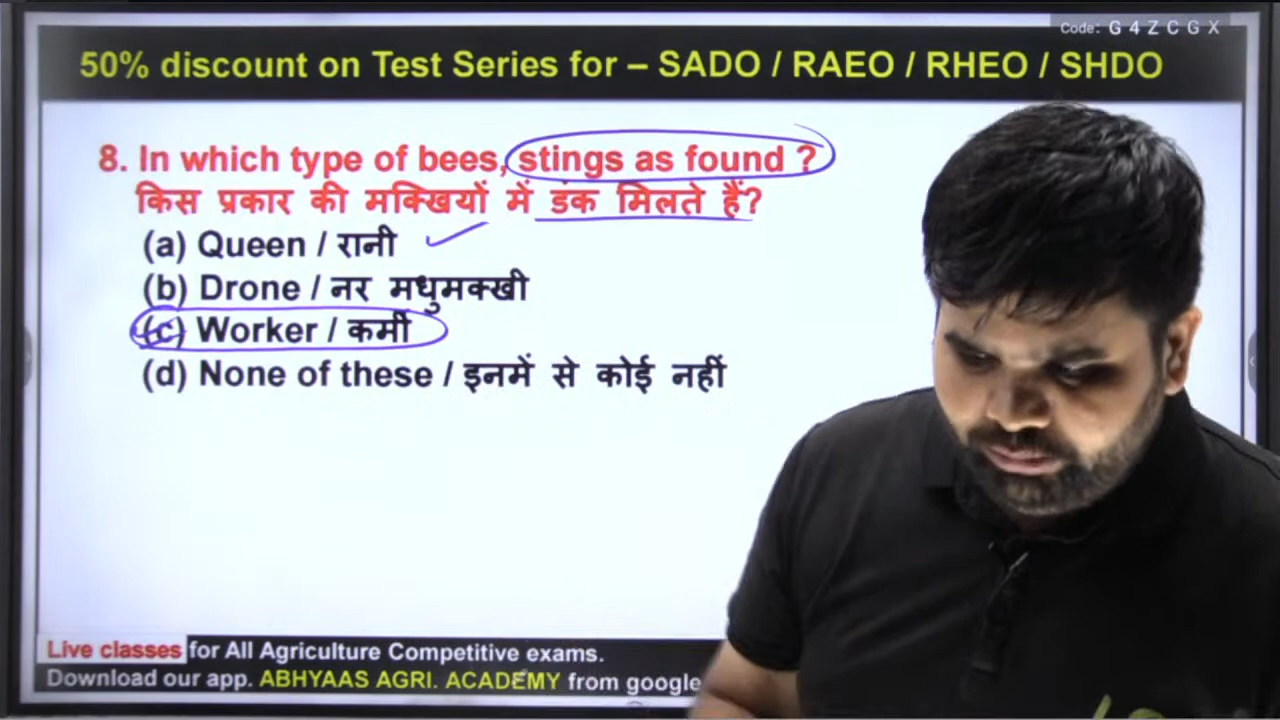 Code: G 4 Z C G X
50% discount on Test Series for – SADO / RAEO / RHEO / SHDO
8. In which type of bees, stings as found ?
किस प्रकार की मक्खियों में डंक मिलते हैं?
(a) Queen / रानी
(b) Drone / नर मधुमक्खी
(c) Worker / कर्मी
(d) None of these / इनमें से कोई नहीं
Live classes for All Agriculture Competitive exams.
Download our app. ABHYAAS AGRI. ACADEMY from google